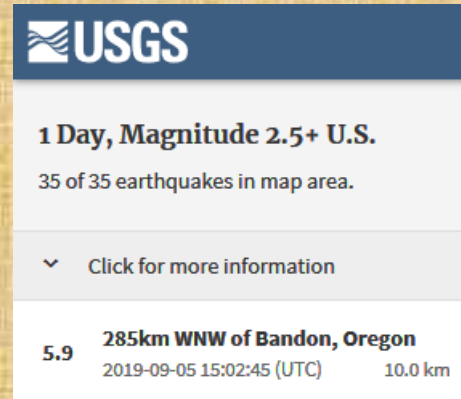 USGS
1 Day, Magnitude 2.5+ U.S.
35 of 35 earthquakes in map area.
Click for more information
5.9 285km WNW of Bandon, Oregon
2019-09-05 15:02:45 (UTC) 10.0 km